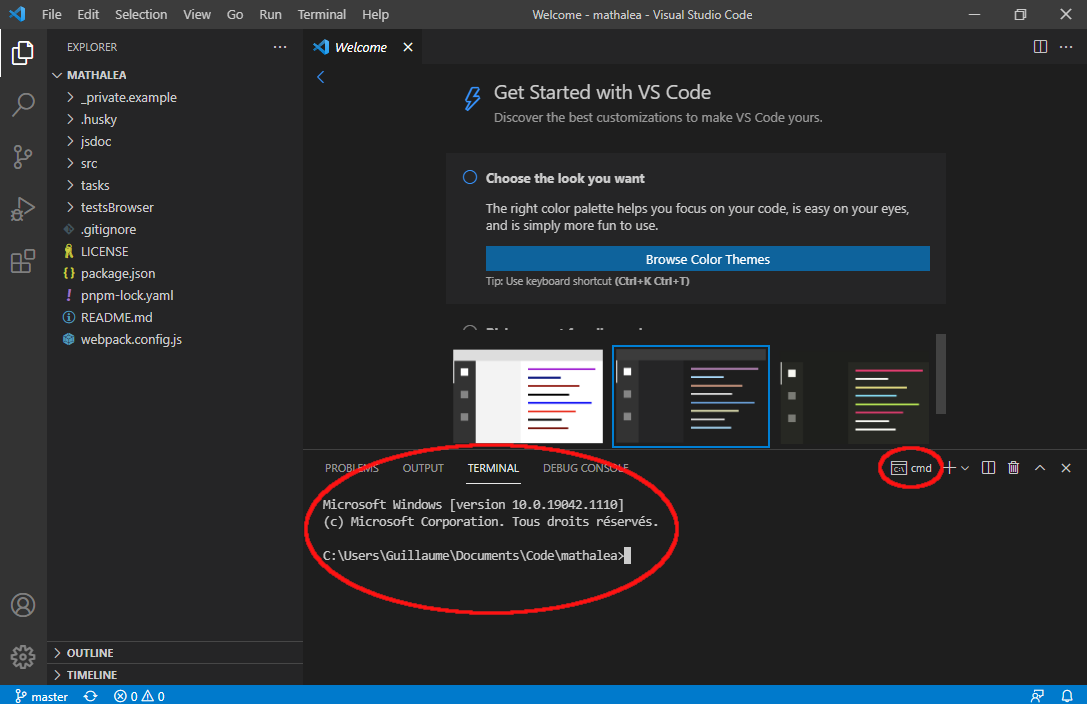 File Edit Selection View Go Run Terminal Help Welcome - mathalea - Visual Studio Code
EXPLORER
MATHALEA
_private.example
.husky
jsdoc
src
tasks
testsBrowser
.gitignore
LICENSE
package.json
pnpm-lock.yaml
README.md
webpack.config.js
OUTLINE
TIMELINE
Welcome
Get Started with VS Code
Discover the best customizations to make VS Code yours.
Choose the look you want
The right color palette helps you focus on your code, is easy on your eyes,
and is simply more fun to use.
Browse Color Themes
Tip: Use keyboard shortcut (Ctrl+K Ctrl+T)
PROBLEMS OUTPUT TERMINAL DEBUG CONSOLE cmd
Microsoft Windows [version 10.0.19042.1110]
(c) Microsoft Corporation. Tous droits réservés.
C:\Users\Guillaume\Documents\Code\mathalea>
master 0 0